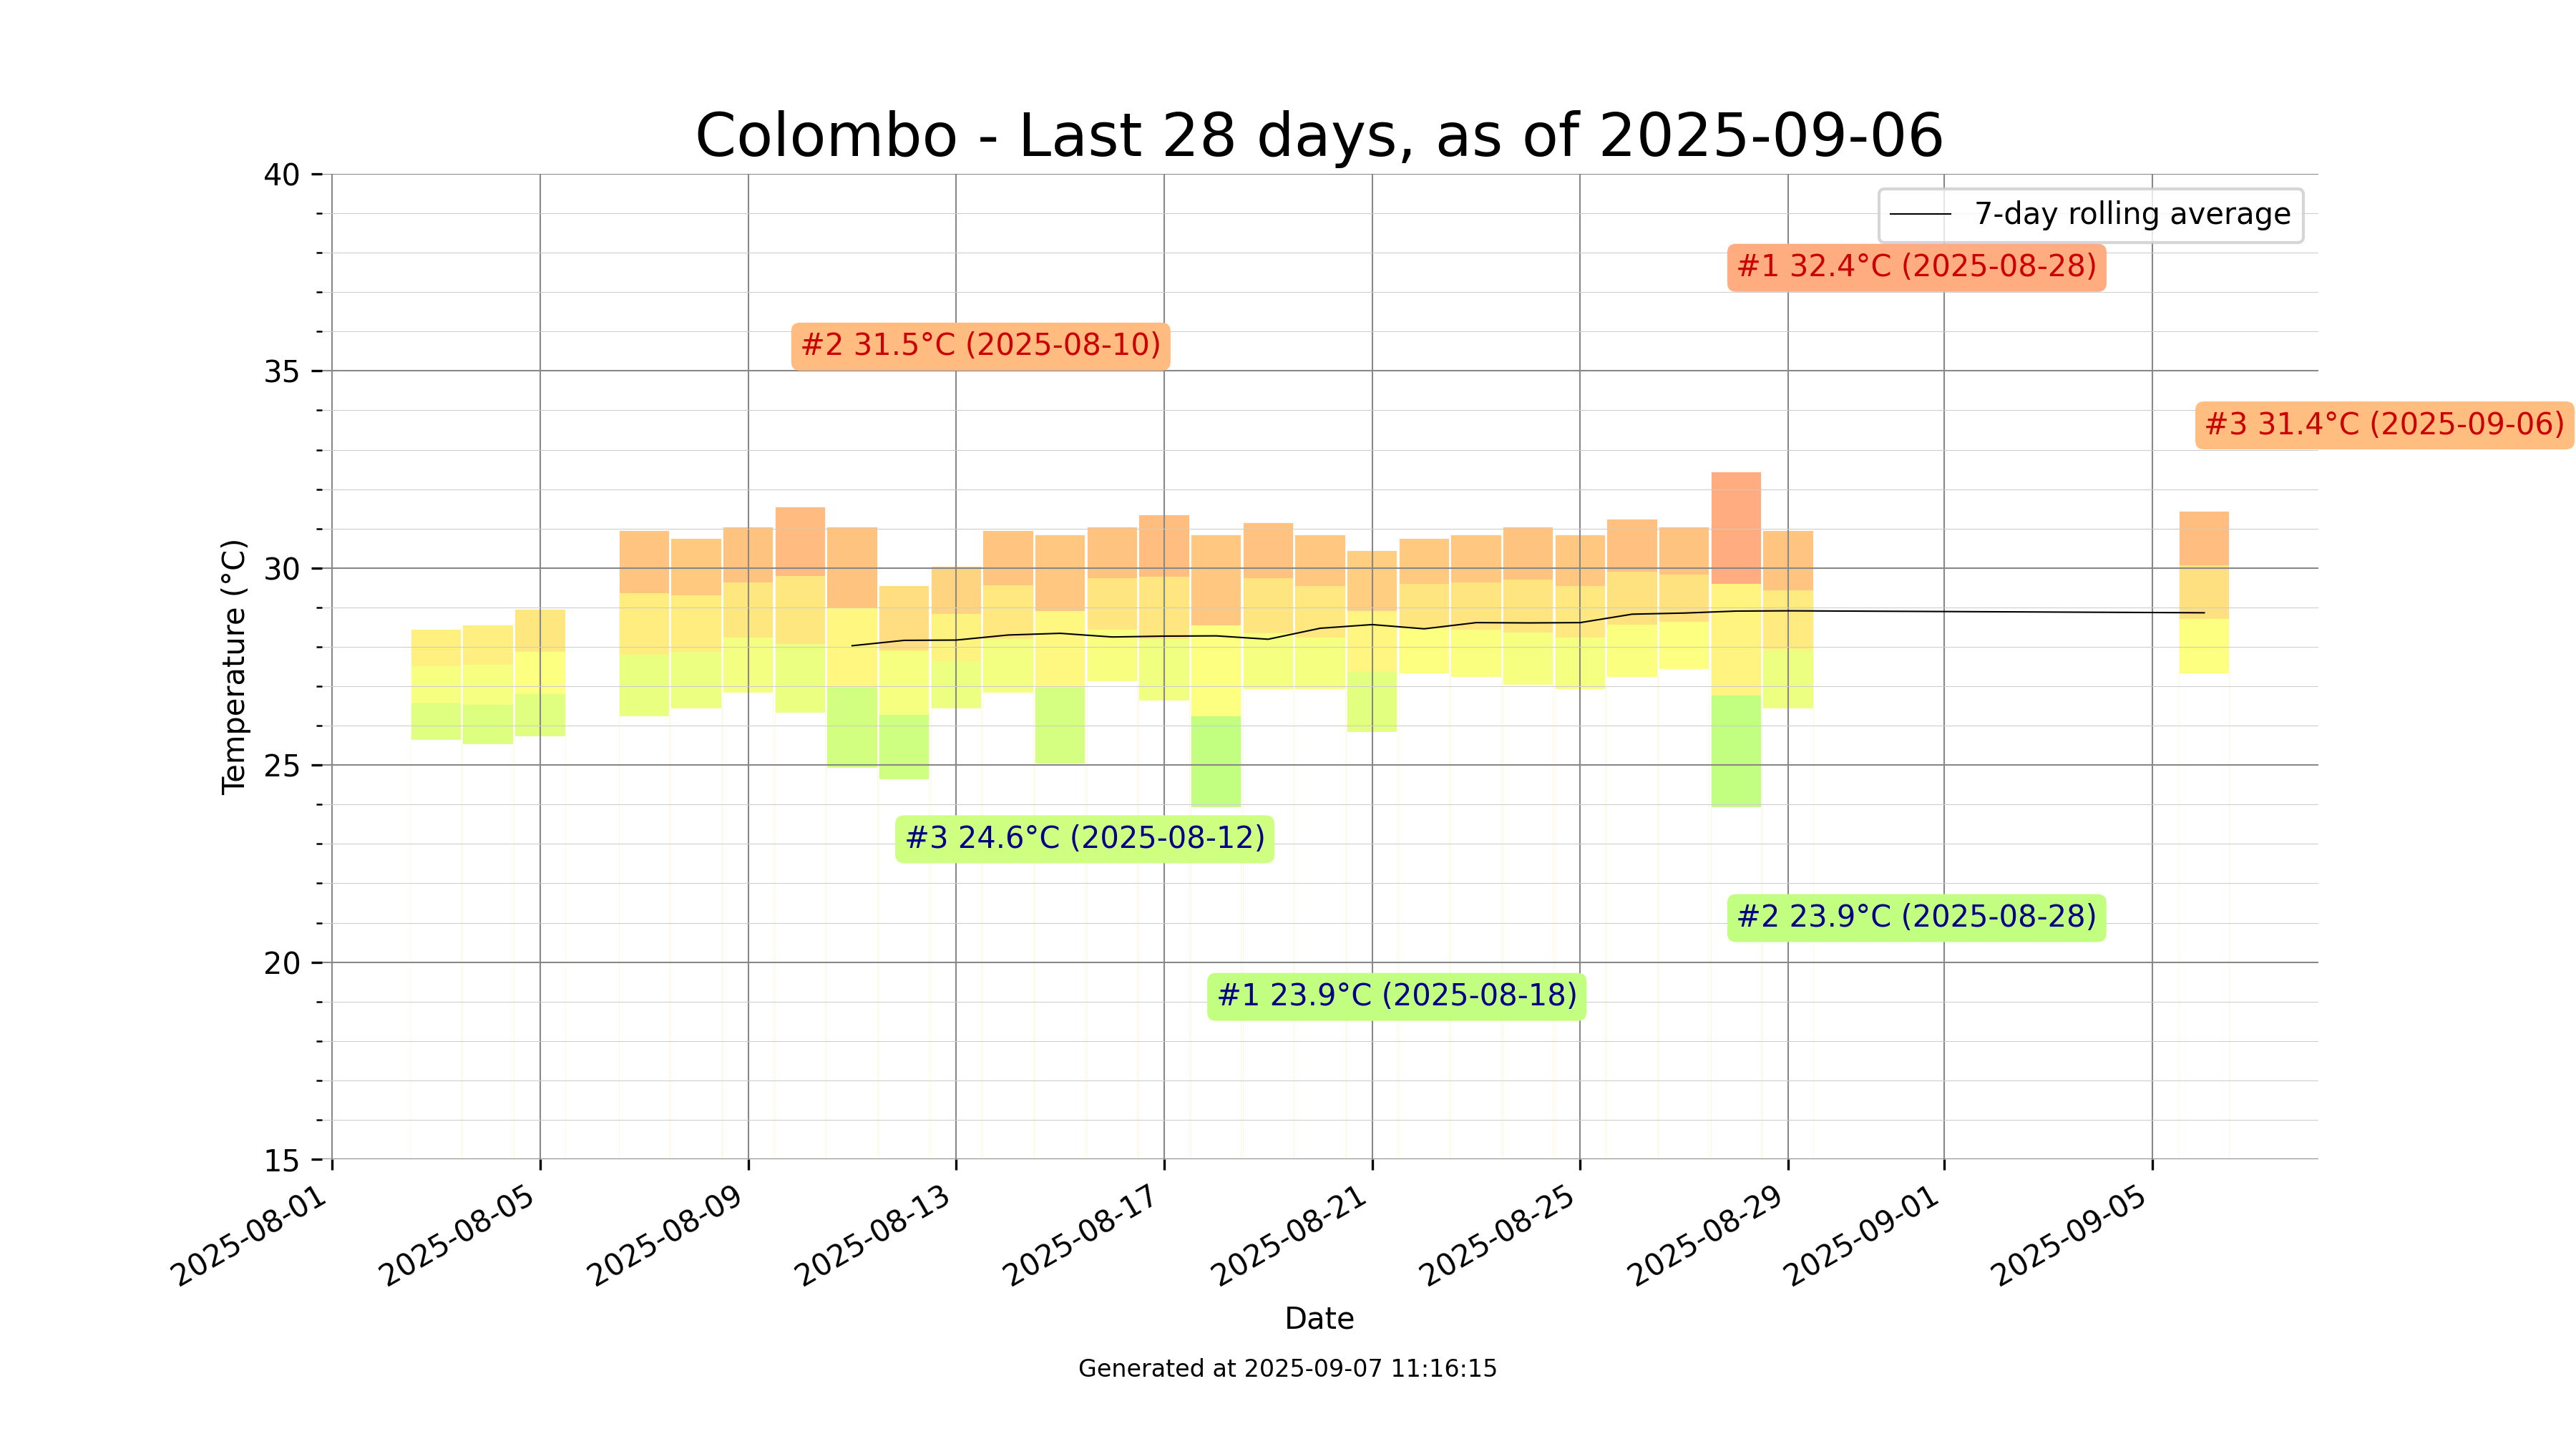 Colombo - Last 28 days, as of 2025-09-06
7-day rolling average
#1 32.4°C (2025-08-28)
#2 31.5°C (2025-08-10)
#3 31.4°C (2025-09-06)
#3 24.6°C (2025-08-12)
#2 23.9°C (2025-08-28)
#1 23.9°C (2025-08-18)
Temperature (°C)
40
35
30
25
20
15
2025-08-01
2025-08-05
2025-08-09
2025-08-13
2025-08-17
2025-08-21
2025-08-25
2025-08-29
2025-09-01
2025-09-05
Date
Generated at 2025-09-07 11:16:15